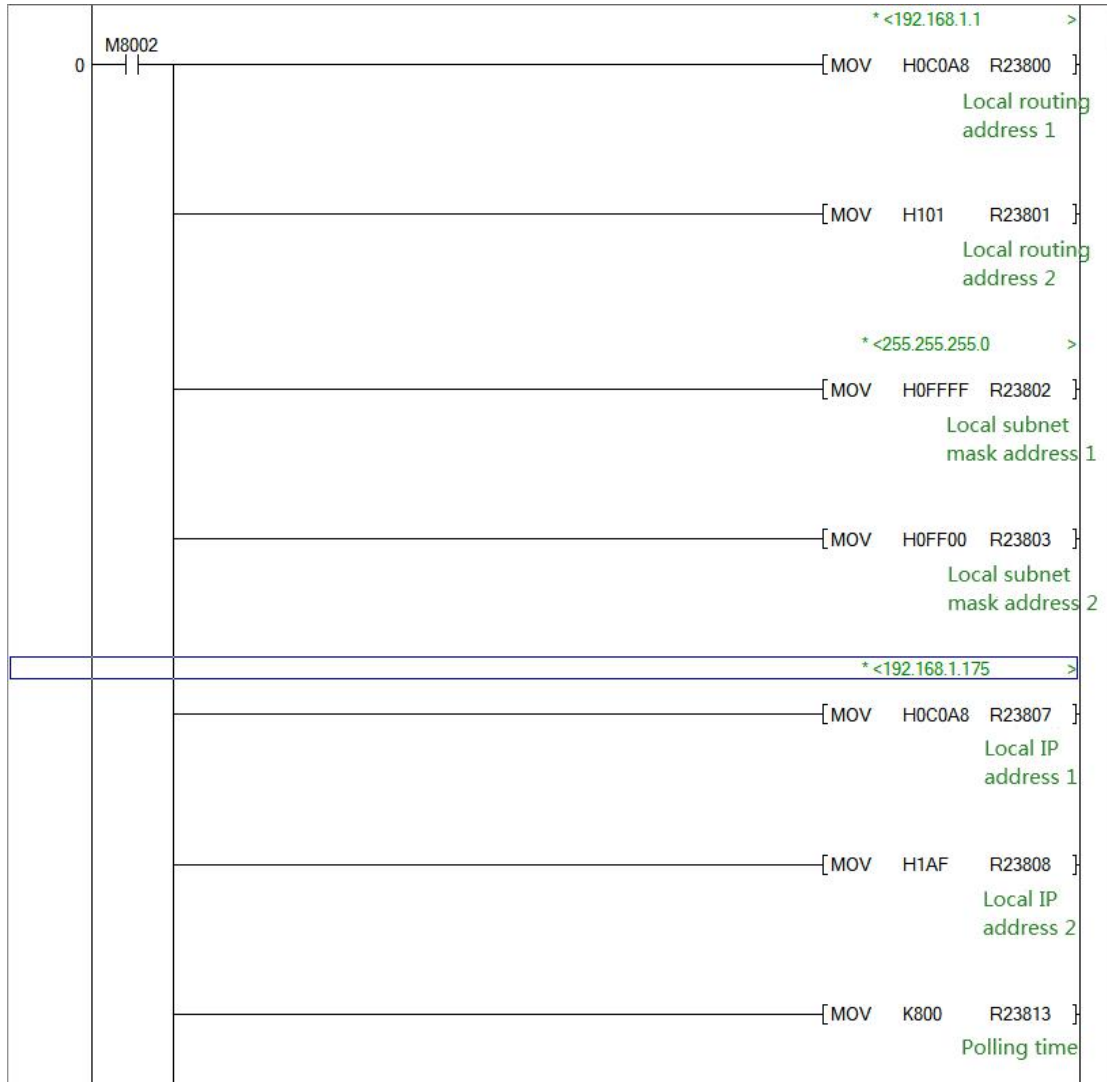 * <192.168.1.1 >
M8002
0 [MOV H0C0A8 R23800 ]
Local routing
address 1
[MOV H101 R23801 ]
Local routing
address 2
* <255.255.255.0 >
[MOV H0FFFF R23802 ]
Local subnet
mask address 1
[MOV H0FF00 R23803 ]
Local subnet
mask address 2
* <192.168.1.175 >
[MOV H0C0A8 R23807 ]
Local IP
address 1
[MOV H1AF R23808 ]
Local IP
address 2
[MOV K800 R23813 ]
Polling time